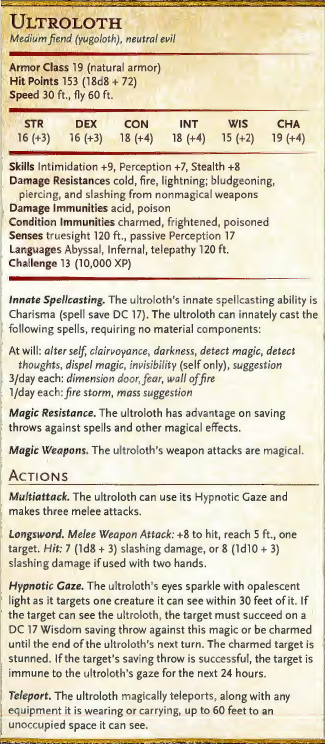 ULTROLOTH
Medium fiend (yugoloth), neutral evil
Armor Class 19 (natural armor)
Hit Points 153 (18d8 + 72)
Speed 30 ft., fly 60 ft.
STR DEX CON INT WIS CHA
16 (+3) 16 (+3) 18 (+4) 18 (+4) 15 (+2) 19 (+4)
Skills Intimidation +9, Perception +7, Stealth +8
Damage Resistances cold, fire, lightning; bludgeoning,
piercing, and slashing from nonmagical weapons
Damage Immunities acid, poison
Condition Immunities charmed, frightened, poisoned
Senses truesight 120 ft., passive Perception 17
Languages Abyssal, Infernal, telepathy 120 ft.
Challenge 13 (10,000 XP)
Innate Spellcasting. The ultroloth's innate spellcasting ability is
Charisma (spell save DC 17). The ultroloth can innately cast the
following spells, requiring no material components:
At will: alter self, clairvoyance, darkness, detect magic, detect
thoughts, dispel magic, invisibility (self only), suggestion
3/day each: dimension door, fear, wall of fire
1/day each: fire storm, mass suggestion
Magic Resistance. The ultroloth has advantage on saving
throws against spells and other magical effects.
Magic Weapons. The ultroloth's weapon attacks are magical.
ACTIONS
Multiattack. The ultroloth can use its Hypnotic Gaze and
makes three melee attacks.
Longsword. Melee Weapon Attack: +8 to hit, reach 5 ft., one
target. Hit: 7 (1d8 + 3) slashing damage, or 8 (1d10 + 3)
slashing damage if used with two hands.
Hypnotic Gaze. The ultroloth's eyes sparkle with opalescent
light as it targets one creature it can see within 30 feet of it. If
the target can see the ultroloth, the target must succeed on a
DC 17 Wisdom saving throw against this magic or be charmed
until the end of the ultroloth's next turn. The charmed target is
stunned. If the target's saving throw is successful, the target is
immune to the ultroloth's gaze for the next 24 hours.
Teleport. The ultroloth magically teleports, along with any
equipment it is wearing or carrying, up to 60 feet to an
unoccupied space it can see.